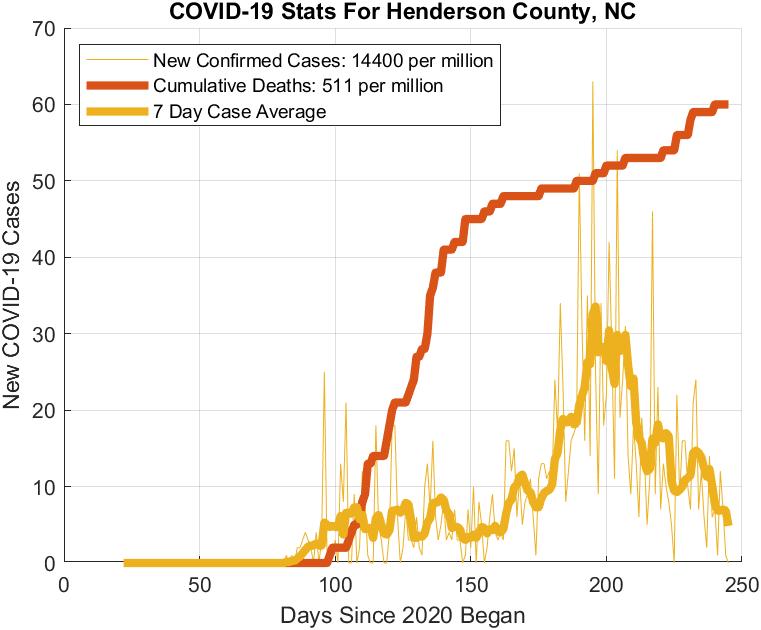 COVID-19 Stats For Henderson County, NC
New Confirmed Cases: 14400 per million
Cumulative Deaths: 511 per million
7 Day Case Average
New COVID-19 Cases
70
60
50
40
30
20
10
0
0 50 100 150 200 250
Days Since 2020 Began